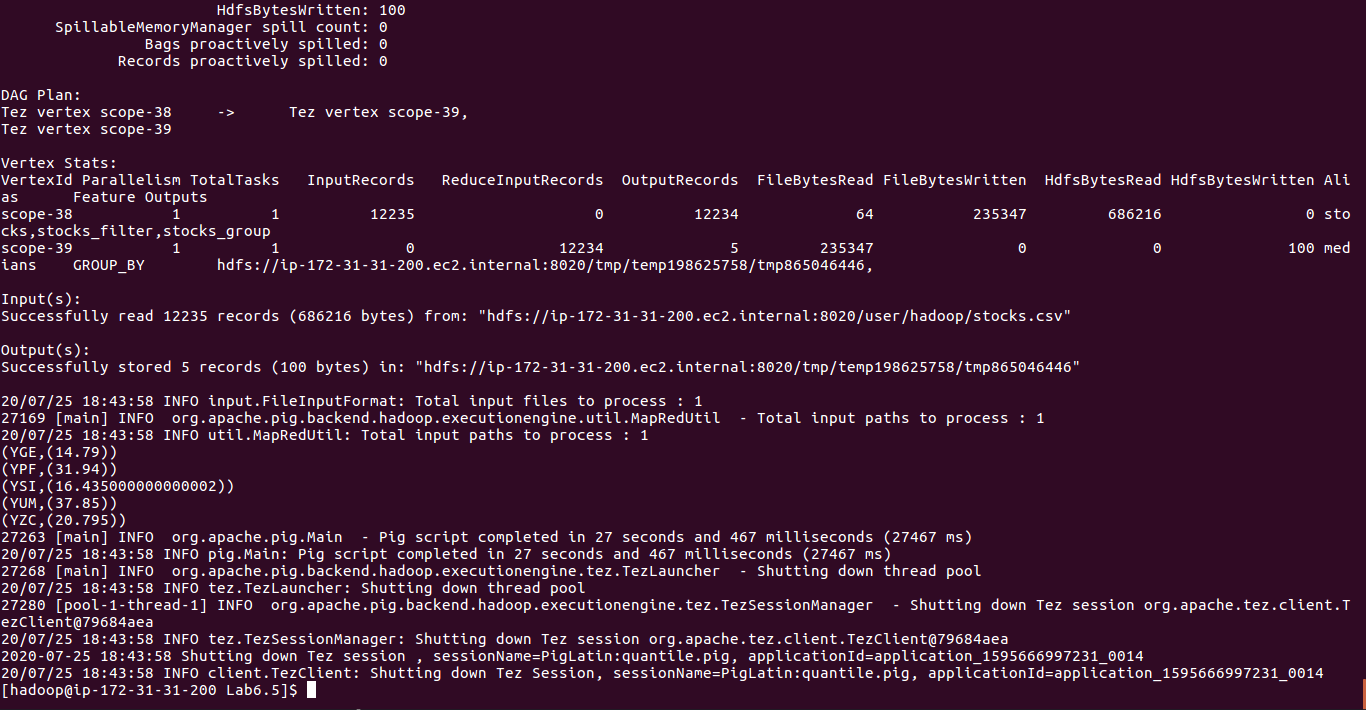 HdfsBytesWritten: 100
SpillableMemoryManager spill count: 0
Bags proactively spilled: 0
Records proactively spilled: 0
DAG Plan:
Tez vertex scope-38     ->      Tez vertex scope-39,
Tez vertex scope-39
Vertex Stats:
VertexId Parallelism TotalTasks   InputRecords   ReduceInputRecords  OutputRecords  FileBytesRead FileBytesWritten  HdfsBytesRead HdfsBytesWritten Ali
as      Feature Outputs
scope-38           1          1          12235                    0          12234             64           235347         686216                0 sto
cks,stocks_filter,stocks_group
scope-39           1          1              0                12234              5         235347                0              0              100 med
ians    GROUP_BY        hdfs://ip-172-31-31-200.ec2.internal:8020/tmp/temp198625758/tmp865046446,
Input(s):
Successfully read 12235 records (686216 bytes) from: "hdfs://ip-172-31-31-200.ec2.internal:8020/user/hadoop/stocks.csv"
Output(s):
Successfully stored 5 records (100 bytes) in: "hdfs://ip-172-31-31-200.ec2.internal:8020/tmp/temp198625758/tmp865046446"
20/07/25 18:43:58 INFO input.FileInputFormat: Total input files to process : 1
27169 [main] INFO  org.apache.pig.backend.hadoop.executionengine.util.MapRedUtil  - Total input paths to process : 1
20/07/25 18:43:58 INFO util.MapRedUtil: Total input paths to process : 1
(YGE,(14.79))
(YPF,(31.94))
(YSI,(16.435000000000002))
(YUM,(37.85))
(YZC,(20.795))
27263 [main] INFO  org.apache.pig.Main  - Pig script completed in 27 seconds and 467 milliseconds (27467 ms)
20/07/25 18:43:58 INFO pig.Main: Pig script completed in 27 seconds and 467 milliseconds (27467 ms)
27268 [main] INFO  org.apache.pig.backend.hadoop.executionengine.tez.TezLauncher  - Shutting down thread pool
20/07/25 18:43:58 INFO tez.TezLauncher: Shutting down thread pool
27280 [pool-1-thread-1] INFO  org.apache.pig.backend.hadoop.executionengine.tez.TezSessionManager  - Shutting down Tez session org.apache.tez.client.T
ezClient@79684aea
20/07/25 18:43:58 INFO tez.TezSessionManager: Shutting down Tez session org.apache.tez.client.TezClient@79684aea
2020-07-25 18:43:58 Shutting down Tez session , sessionName=PigLatin:quantile.pig, applicationId=application_1595666997231_0014
20/07/25 18:43:58 INFO client.TezClient: Shutting down Tez Session, sessionName=PigLatin:quantile.pig, applicationId=application_1595666997231_0014
[hadoop@ip-172-31-31-200 Lab6.5]$